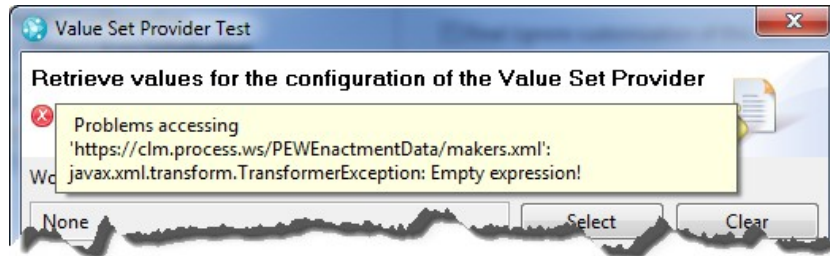 Value Set Provider Test
x
Retrieve values for the configuration of the Value Set Provider
Problems accessing
'https://clm.process.ws/PEWEnactmentData/makers.xml':
javax.xml.transform.TransformerException: Empty expression!
Wo
None Select Clear